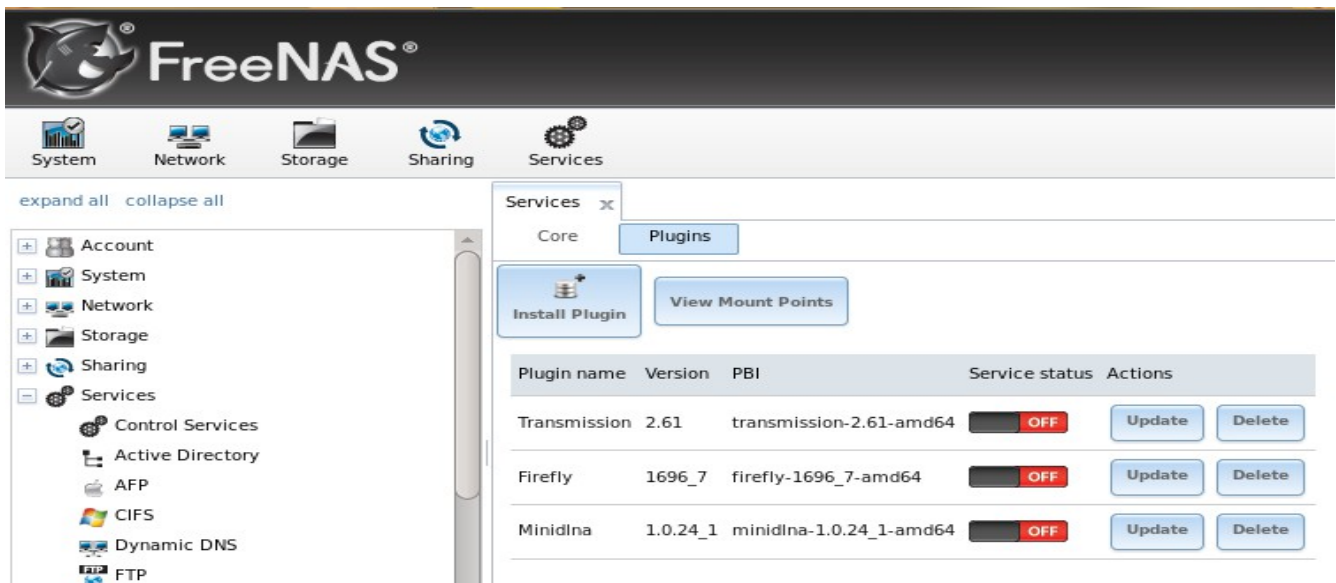 FreeNAS®
System Network Storage Sharing Services
expand all collapse all
Account
System
Network
Storage
Sharing
Services
Control Services
Active Directory
AFP
CIFS
Dynamic DNS
FTP
Services x
Core Plugins
Install Plugin View Mount Points
Plugin name Version PBI Service status Actions
Transmission 2.61 transmission-2.61-amd64 OFF Update Delete
Firefly 1696_7 firefly-1696_7-amd64 OFF Update Delete
Minidlna 1.0.24_1 minidlna-1.0.24_1-amd64 OFF Update Delete